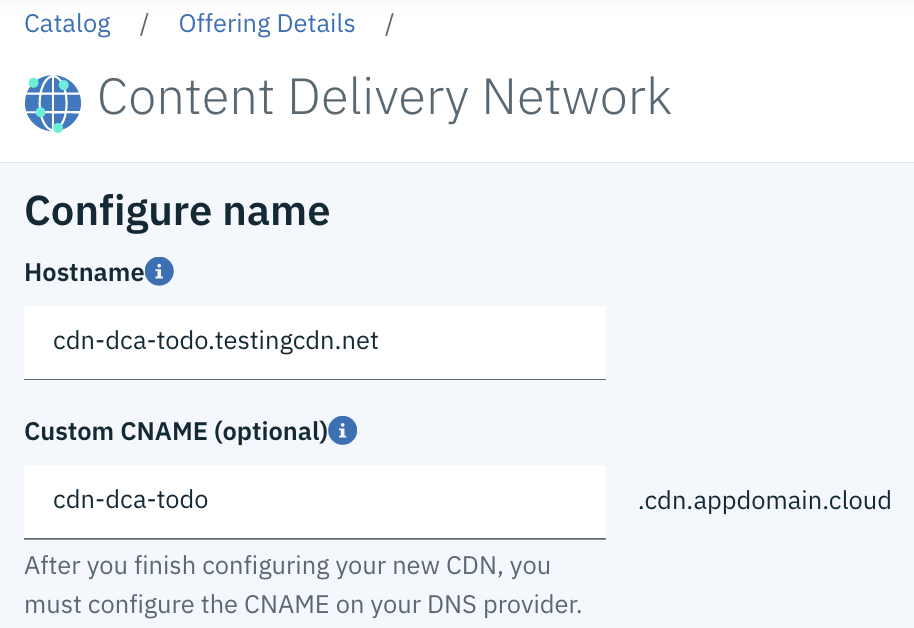 Catalog / Offering Details /
Content Delivery Network
Configure name
Hostname
cdn-dca-todo.testingcdn.net
Custom CNAME (optional)
cdn-dca-todo .cdn.appdomain.cloud
After you finish configuring your new CDN, you
must configure the CNAME on your DNS provider.